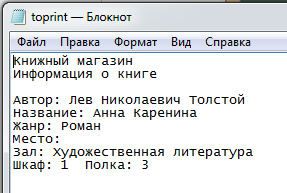 toprint — Блокнот
Файл Правка Формат Вид Справка
Книжный магазин
Информация о книге

Автор: Лев Николаевич Толстой
Название: Анна Каренина
Жанр: Роман
Место:
Зал: Художественная литература
Шкаф: 1  Полка: 3